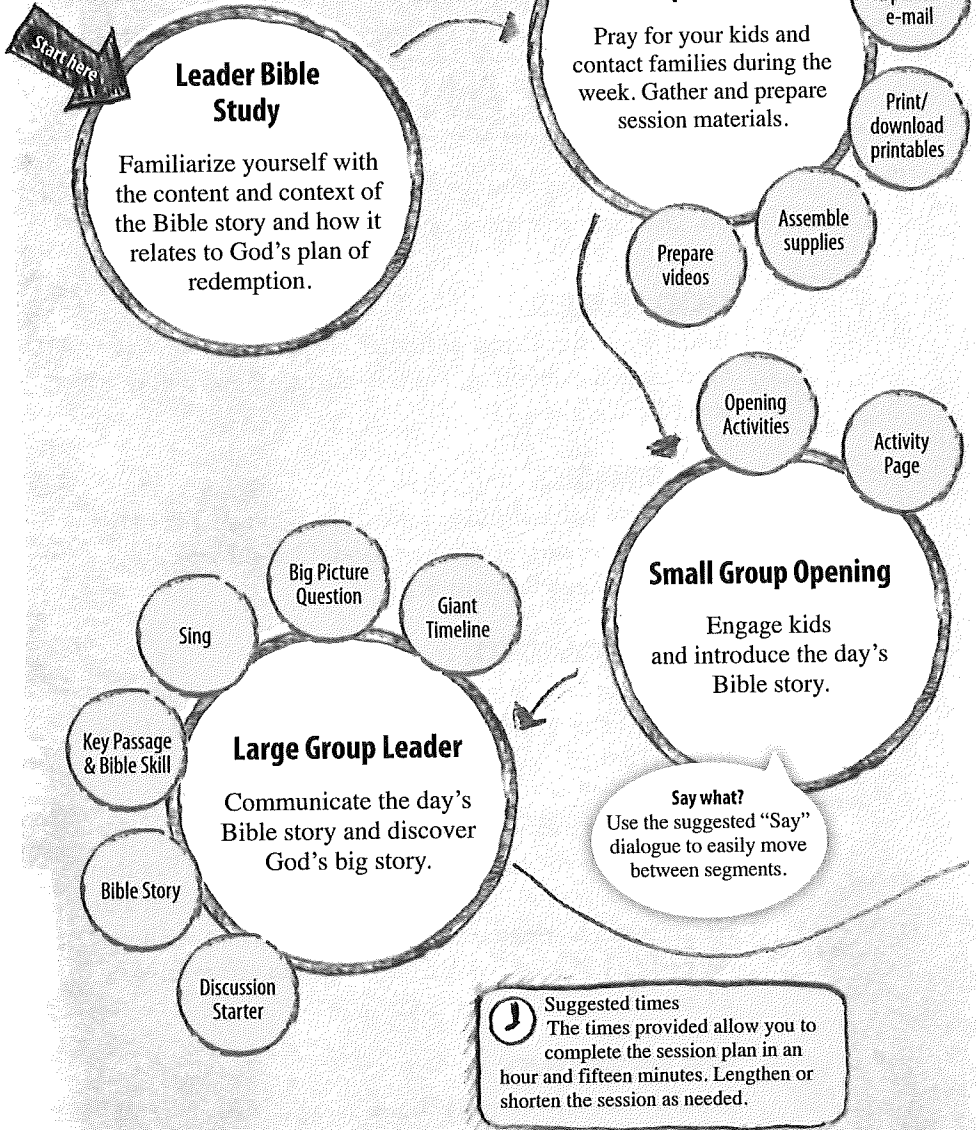 Start here
Leader Bible
Study
Familiarize yourself with
the content and context of
the Bible story and how it
relates to God's plan of
redemption.
Pray for your kids and
contact families during the
week. Gather and prepare
session materials.
e-mail
Print/
download
printables
Assemble
supplies
Prepare
videos
Opening
Activities
Activity
Page
Small Group Opening
Engage kids
and introduce the day's
Bible story.
Say what?
Use the suggested “Say”
dialogue to easily move
between segments.
Giant
Timeline
Big Picture
Question
Sing
Key Passage
& Bible Skill
Bible Story
Discussion
Starter
Large Group Leader
Communicate the day's
Bible story and discover
God's big story.
Suggested times
The times provided allow you to
complete the session plan in an
hour and fifteen minutes. Lengthen or
shorten the session as needed.